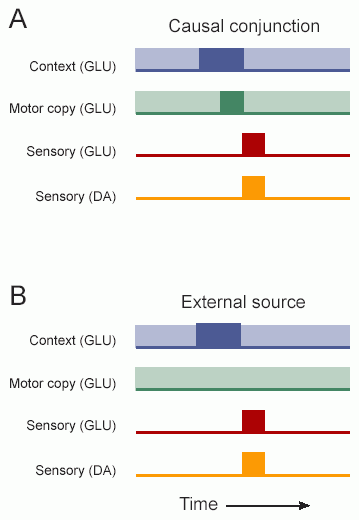 A
Causal conjunction
Context (GLU)
Motor copy (GLU)
Sensory (GLU)
Sensory (DA)
B
External source
Context (GLU)
Motor copy (GLU)
Sensory (GLU)
Sensory (DA)
Time